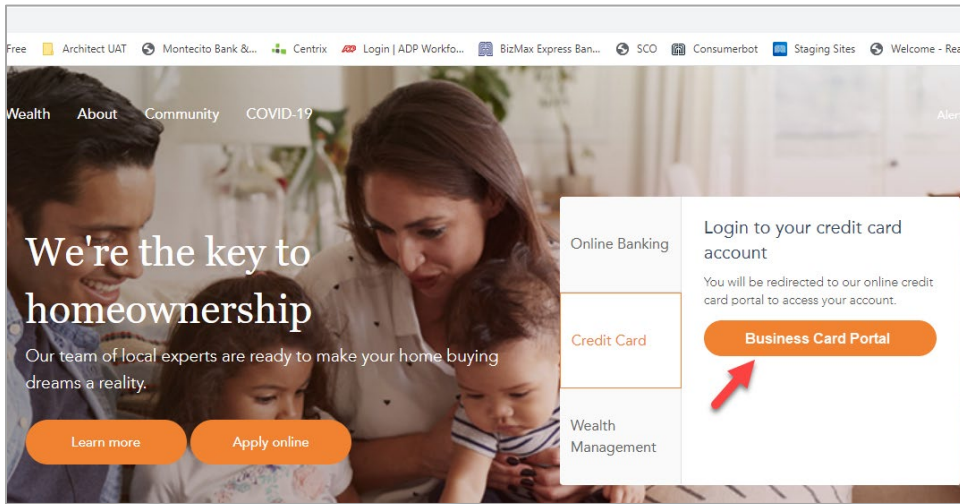 Free Architect UAT Montecito Bank &... Centrix Login | ADP Workfo... BizMax Express Ban... SCO Consumerbot Staging Sites Welcome - Rea
Wealth About Community COVID-19 Aler
We're the key to
homeownership
Our team of local experts are ready to make your home buying
dreams a reality.
Learn more Apply online
Online Banking
Credit Card
Wealth
Management
Login to your credit card
account
You will be redirected to our online credit
card portal to access your account.
Business Card Portal